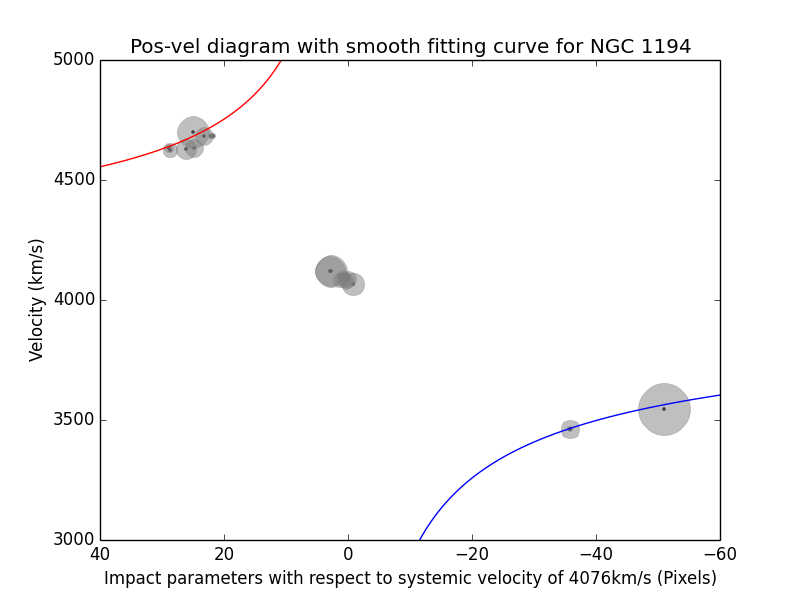 Pos-vel diagram with smooth fitting curve for NGC 1194
5000
4500
4000
3500
3000
Velocity (km/s)
40 20 0 −20 −40 −60
Impact parameters with respect to systemic velocity of 4076km/s (Pixels)